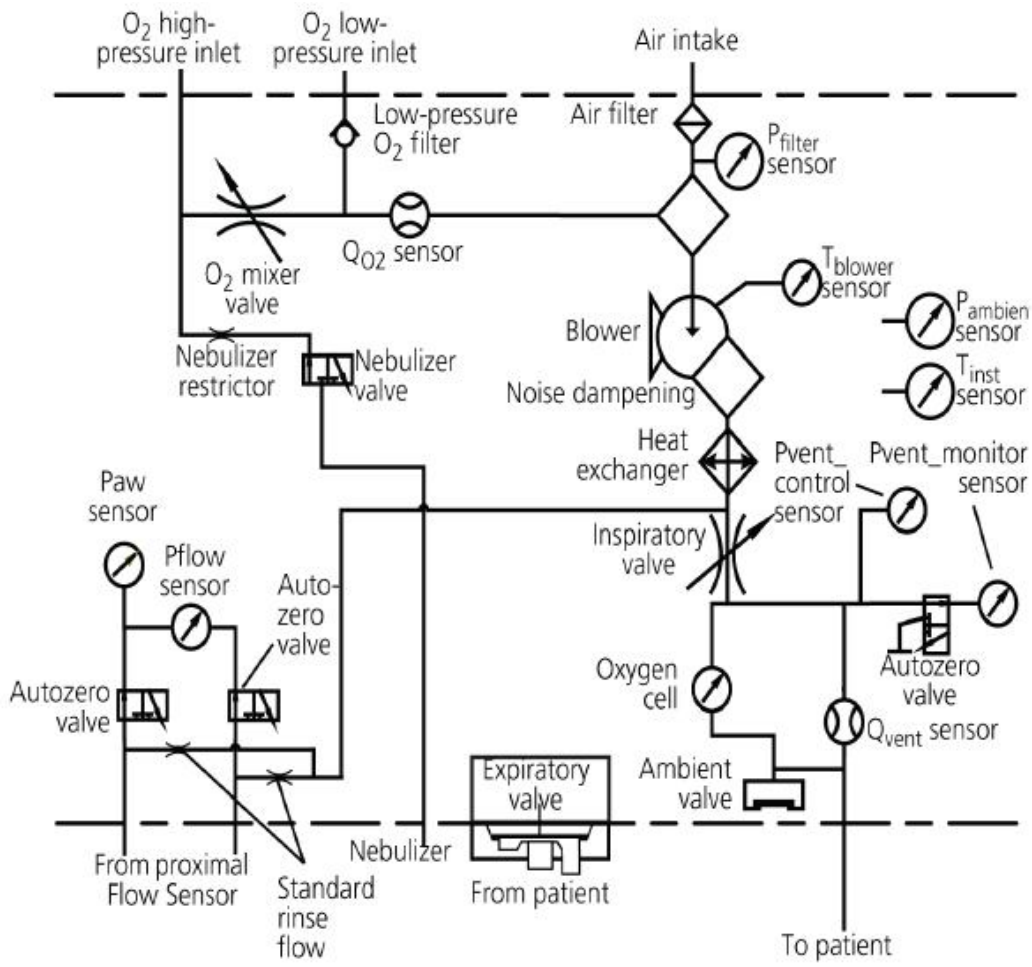 O2 high-
pressure inlet
O2 low-
pressure inlet
Air intake
Low-pressure
O2 filter
Air filter
Pfilter
sensor
QO2 sensor
O2 mixer
valve
Tblower
sensor
Blower
Pambien
sensor
Nebulizer
restrictor
Nebulizer
valve
Noise dampening
Tinst
sensor
Heat
exchanger
Pvent_
control
sensor
Pvent_monitor
sensor
Paw
sensor
Pflow
sensor
Inspiratory
valve
Auto-
zero
valve
Autozero
valve
Oxygen
cell
Autozero
valve
Qvent sensor
Expiratory
valve
Ambient
valve
From proximal
Flow Sensor
Standard
rinse
flow
Nebulizer
From patient
To patient